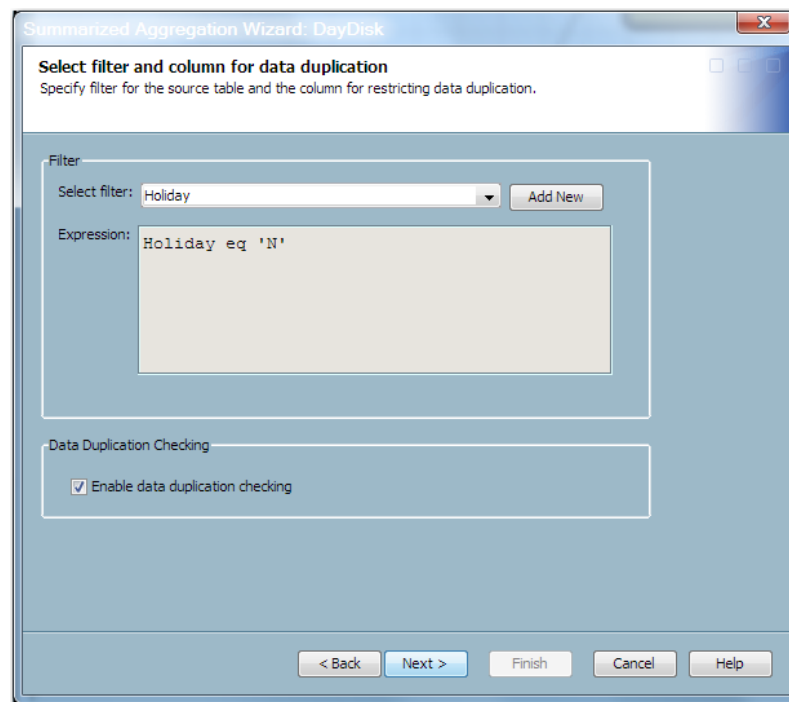 Summarized Aggregation Wizard: DayDisk
Select filter and column for data duplication
Specify filter for the source table and the column for restricting data duplication.
Filter
Select filter: Holiday Add New
Expression: Holiday eq 'N'
Data Duplication Checking
Enable data duplication checking
< Back Next > Finish Cancel Help